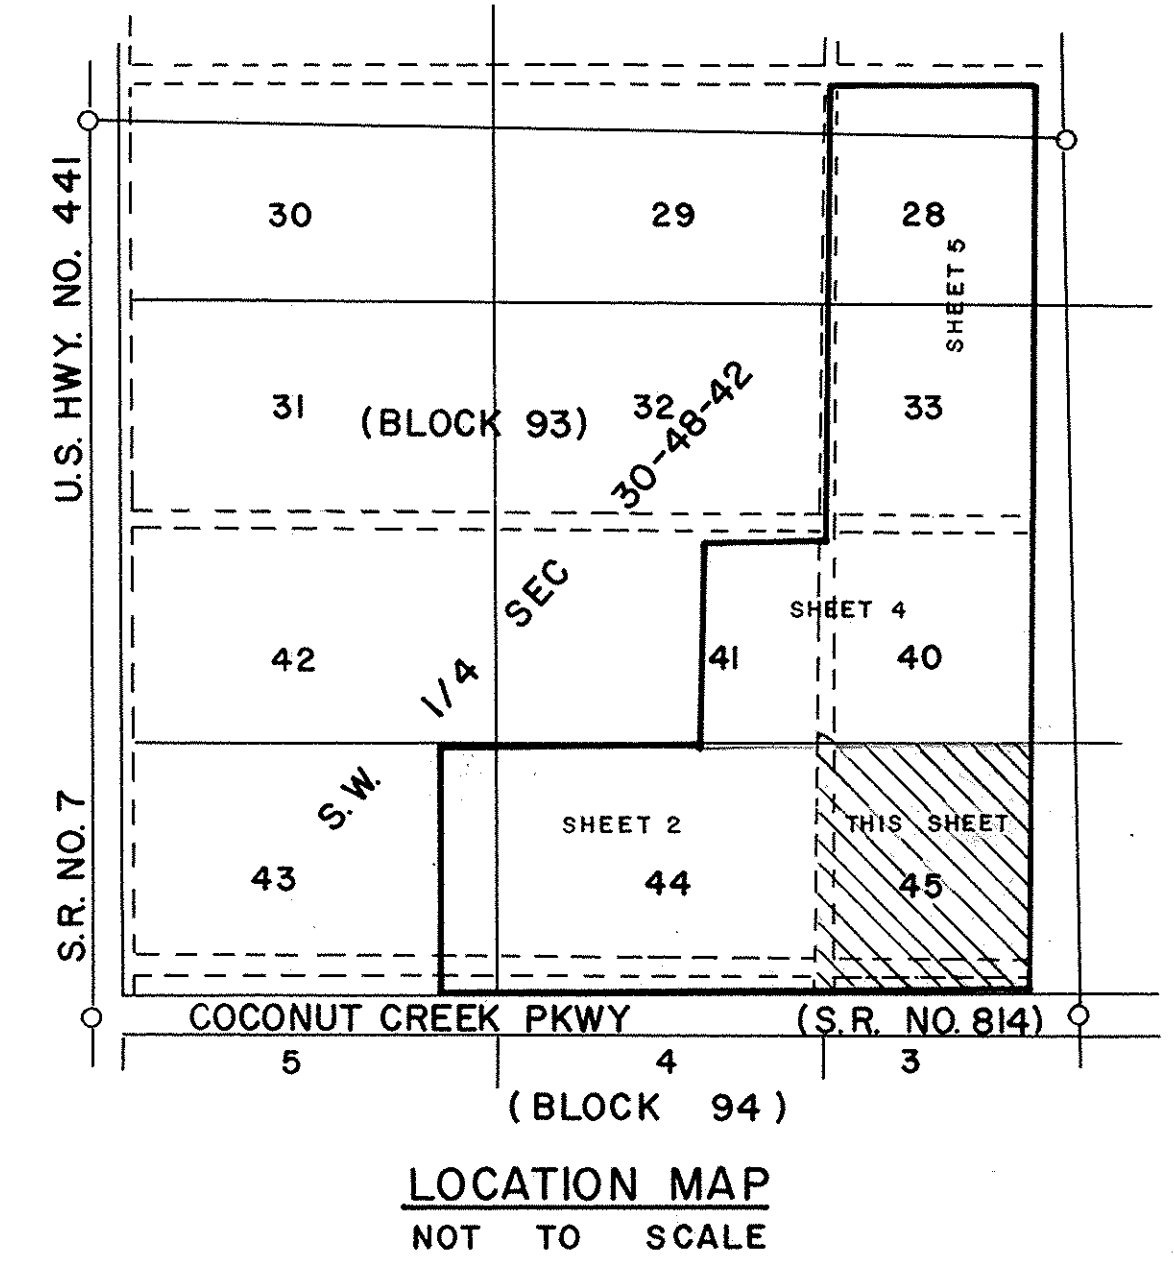 U.S. HWY. NO. 441
S.R. NO. 7
30
29
28
SHEET 5
31
(BLOCK 93)
32
33
S.W. 1/4 SEC 30-48-42
SHEET 4
42
41
40
SHEET 2
THIS SHEET
43
44
45
COCONUT CREEK PKWY (S.R. NO. 814)
5
4
3
(BLOCK 94)
LOCATION MAP
NOT TO SCALE